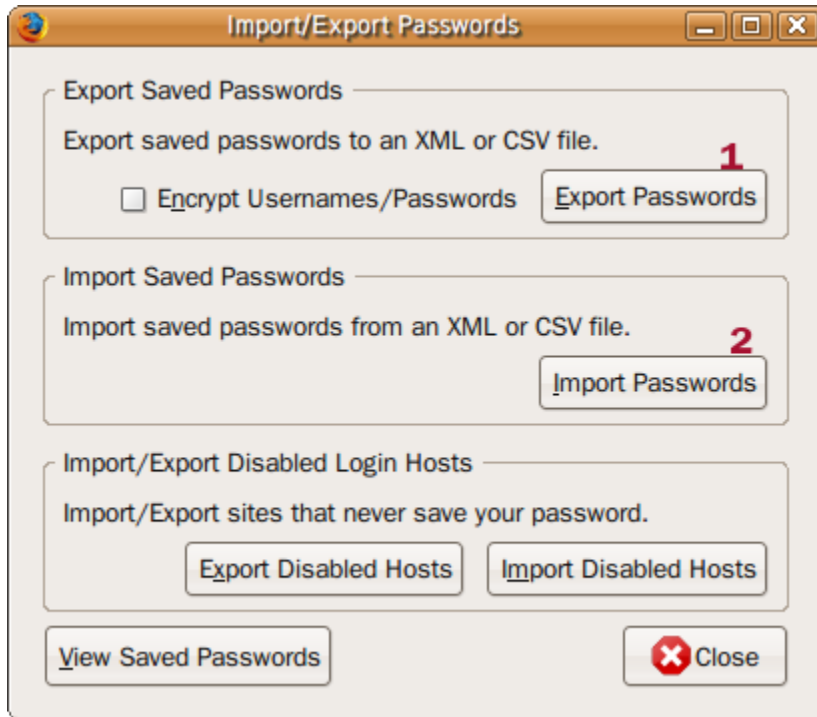 Import/Export Passwords
Export Saved Passwords
Export saved passwords to an XML or CSV file.
1
Encrypt Usernames/Passwords Export Passwords
Import Saved Passwords
Import saved passwords from an XML or CSV file.
2
Import Passwords
Import/Export Disabled Login Hosts
Import/Export sites that never save your password.
Export Disabled Hosts Import Disabled Hosts
View Saved Passwords Close